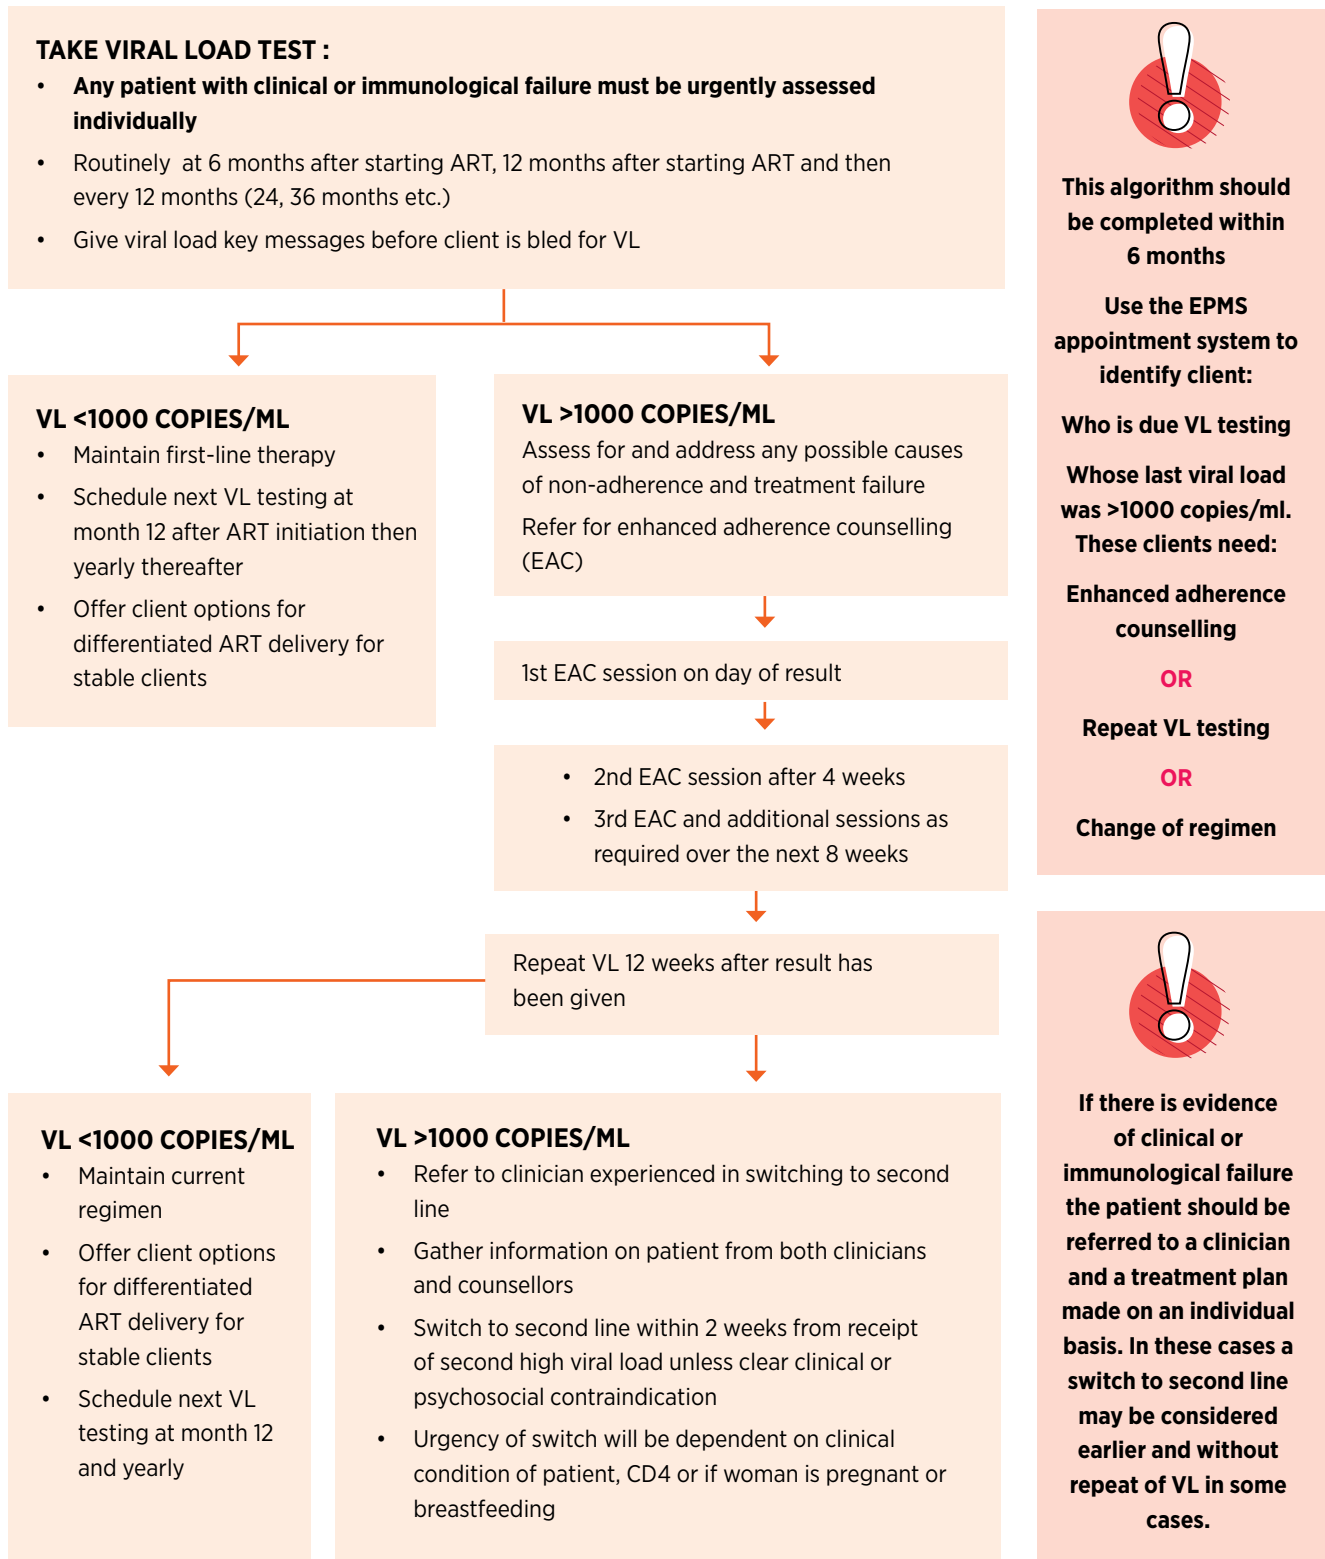 TAKE VIRAL LOAD TEST :
• Any patient with clinical or immunological failure must be urgently assessed
individually
• Routinely at 6 months after starting ART, 12 months after starting ART and then
every 12 months (24, 36 months etc.)
• Give viral load key messages before client is bled for VL
VL <1000 COPIES/ML
• Maintain first-line therapy
• Schedule next VL testing at
month 12 after ART initiation then
yearly thereafter
• Offer client options for
differentiated ART delivery for
stable clients
VL >1000 COPIES/ML
Assess for and address any possible causes
of non-adherence and treatment failure
Refer for enhanced adherence counselling
(EAC)
1st EAC session on day of result
• 2nd EAC session after 4 weeks
• 3rd EAC and additional sessions as
required over the next 8 weeks
Repeat VL 12 weeks after result has
been given
VL <1000 COPIES/ML
• Maintain current
regimen
• Offer client options
for differentiated
ART delivery for
stable clients
• Schedule next VL
testing at month 12
and yearly
VL >1000 COPIES/ML
• Refer to clinician experienced in switching to second
line
• Gather information on patient from both clinicians
and counsellors
• Switch to second line within 2 weeks from receipt
of second high viral load unless clear clinical or
psychosocial contraindication
• Urgency of switch will be dependent on clinical
condition of patient, CD4 or if woman is pregnant or
breastfeeding
This algorithm should
be completed within
6 months
Use the EPMS
appointment system to
identify client:
Who is due VL testing
Whose last viral load
was >1000 copies/ml.
These clients need:
Enhanced adherence
counselling
OR
Repeat VL testing
OR
Change of regimen
If there is evidence
of clinical or
immunological failure
the patient should be
referred to a clinician
and a treatment plan
made on an individual
basis. In these cases a
switch to second line
may be considered
earlier and without
repeat of VL in some
cases.